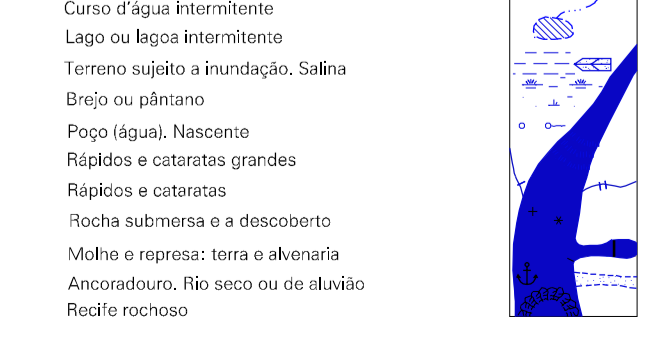 Curso d'água intermitente
Lago ou lagoa intermitente
Terreno sujeito a inundação. Salina
Brejo ou pântano
Poço (água). Nascente
Rápidos e cataratas grandes
Rápidos e cataratas
Rocha submersa e a descoberto
Molhe e represa: terra e alvenaria
Ancoradouro. Rio seco ou de aluvião
Recife rochoso